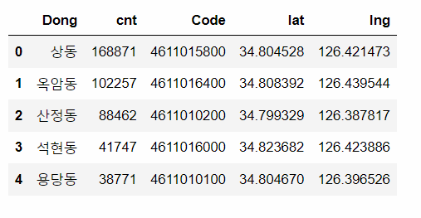 Dong cnt Code lat lng
0 상동 168871 4611015800 34.804528 126.421473
1 옥암동 102257 4611016400 34.808392 126.439544
2 산정동 88462 4611010200 34.799329 126.387817
3 석현동 41747 4611016000 34.823682 126.423886
4 용당동 38771 4611010100 34.804670 126.396526